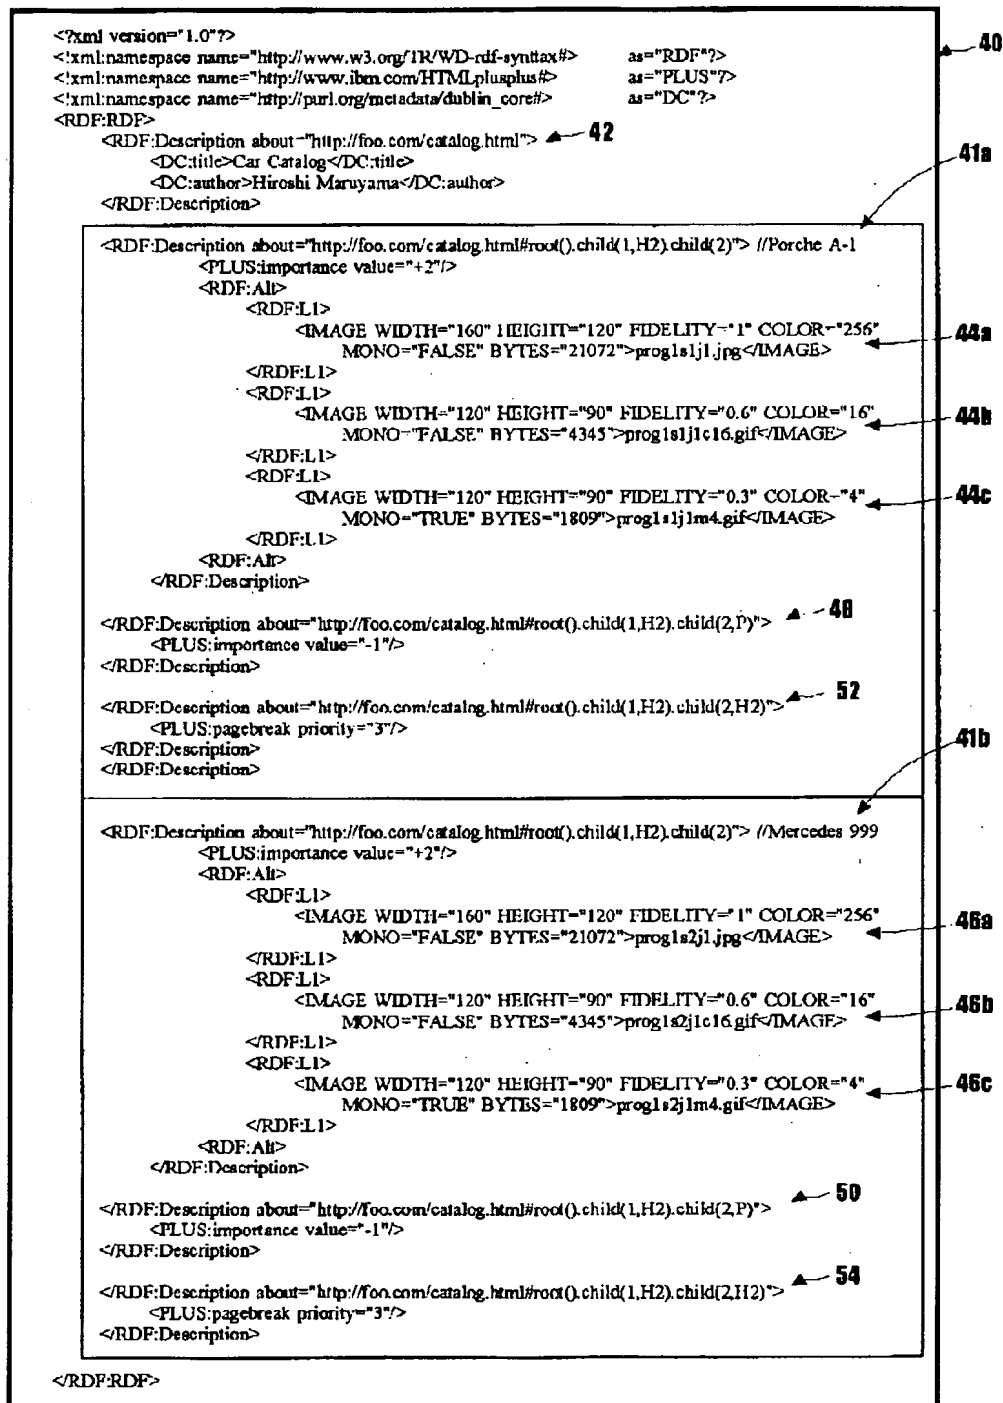 <?xml version="1.0"?>
<!xml:namespace name="http://www.w3.org/TR/WD-rdf-synttax#> as="RDF"?>
<!xml:namespace name="http://www.ibm.com/HTMLplusplus#> as="PLUS"?>
<!xml:namespace name="http://purl.org/metadata/dublin_core#> as="DC"?>
<RDF:RDF>
<RDF:Description about="http://foo.com/catalog.html">
<DC:title>Car Catalog</DC:title>
<DC:author>Hiroshi Maruyama</DC:author>
</RDF:Description>
40
42
41a
<RDF:Description about="http://foo.com/catalog.html#root().child(1,H2).child(2)"> //Porche A-1
<PLUS:importance value="+2"/>
<RDF:Alt>
<RDF:L1>
<IMAGE WIDTH="160" HEIGHT="120" FIDELITY="1" COLOR="256"
MONO="FALSE" BYTES="21072">prog1s1j1.jpg</IMAGE>
44a
</RDF:L1>
<RDF:L1>
<IMAGE WIDTH="120" HEIGHT="90" FIDELITY="0.6" COLOR="16"
MONO="FALSE" BYTES="4345">prog1s1j1c16.gif</IMAGE>
44b
</RDF:L1>
<RDF:L1>
<IMAGE WIDTH="120" HEIGHT="90" FIDELITY="0.3" COLOR="4"
MONO="TRUE" BYTES="1809">prog1s1j1m4.gif</IMAGE>
44c
</RDF:L1>
<RDF:Alt>
</RDF:Description>
</RDF:Description about="http://foo.com/catalog.html#root().child(1,H2).child(2,P)">
48
<PLUS:importance value="-1"/>
</RDF:Description>
</RDF:Description about="http://foo.com/catalog.html#root().child(1,H2).child(2,H2)">
52
<PLUS:pagebreak priority="3"/>
</RDF:Description>
</RDF:Description>
41b
<RDF:Description about="http://foo.com/catalog.html#root().child(1,H2).child(2)"> //Mercedes 999
<PLUS:importance value="+2"/>
<RDF:Alt>
<RDF:L1>
<IMAGE WIDTH="160" HEIGHT="120" FIDELITY="1" COLOR="256"
MONO="FALSE" BYTES="21072">prog1s2j1.jpg</IMAGE>
46a
</RDF:L1>
<RDF:L1>
<IMAGE WIDTH="120" HEIGHT="90" FIDELITY="0.6" COLOR="16"
MONO="FALSE" BYTES="4345">prog1s2j1c16.gif</IMAGE>
46b
</RDF:L1>
<RDF:L1>
<IMAGE WIDTH="120" HEIGHT="90" FIDELITY="0.3" COLOR="4"
MONO="TRUE" BYTES="1809">prog1s2j1m4.gif</IMAGE>
46c
</RDF:L1>
<RDF:Alt>
</RDF:Description>
</RDF:Description about="http://foo.com/catalog.html#root().child(1,H2).child(2,P)">
50
<PLUS:importance value="-1"/>
</RDF:Description>
</RDF:Description about="http://foo.com/catalog.html#root().child(1,H2).child(2,H2)">
54
<PLUS:pagebreak priority="3"/>
</RDF:Description>
</RDF:RDF>